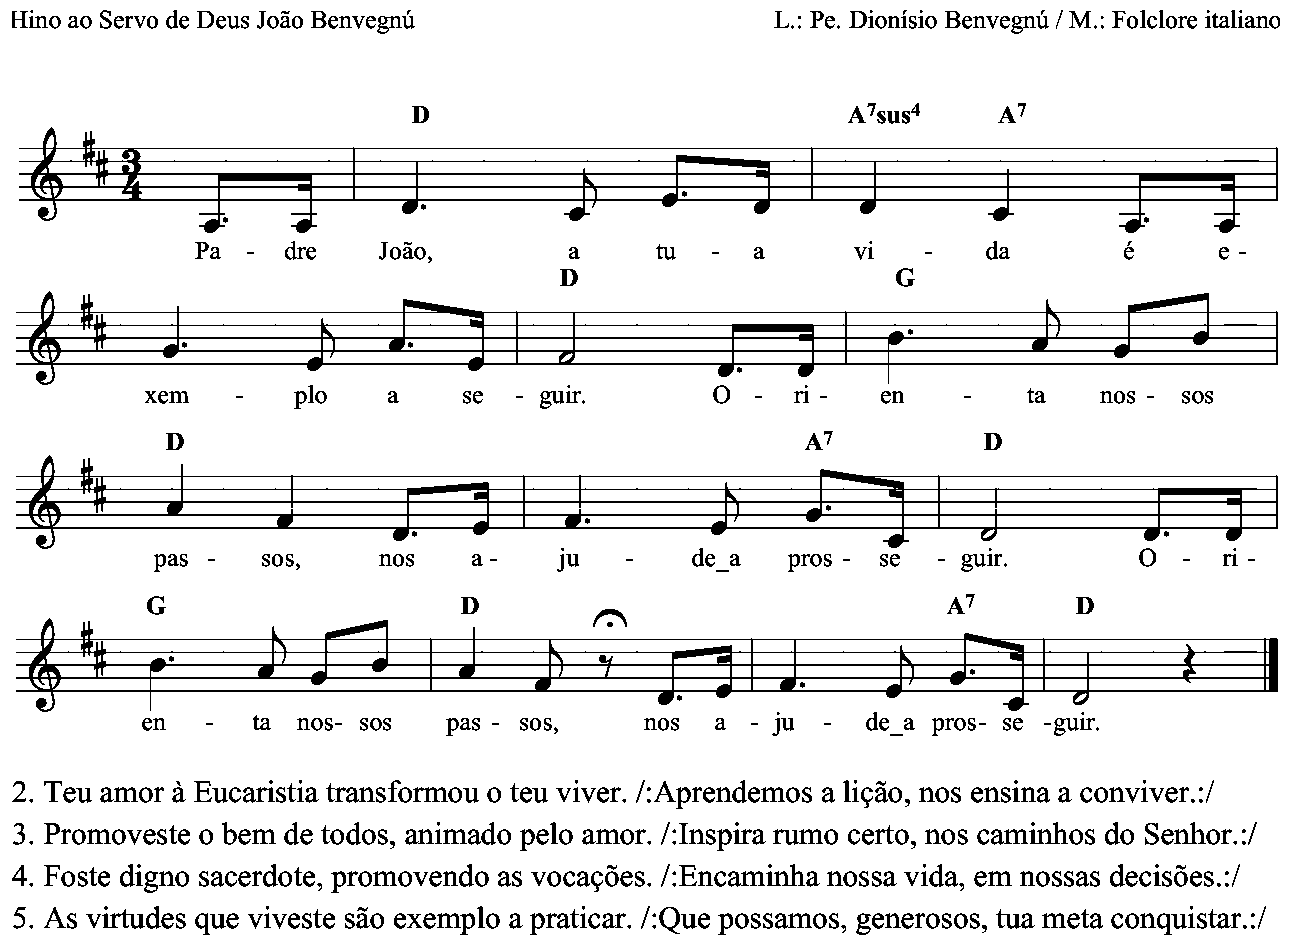 Hino ao Servo de Deus João Benvegnú L.: Pe. Dionísio Benvegnú / M.: Folclore italiano
D A7sus4 A7
3
4
Pa - dre João, a tu - a vi - da é e-
D G
xem - plo a se - guir. O - ri - en - ta nos - sos
D A7 D
pas - sos, nos a - ju - de_a pros - se - guir. O - ri -
G D A7 D
en - ta nos- sos pas - sos, nos a - ju - de_a pros- se -guir.
2. Teu amor à Eucaristia transformou o teu viver. /:Aprendemos a lição, nos ensina a conviver.:/
3. Promoveste o bem de todos, animado pelo amor. /:Inspira rumo certo, nos caminhos do Senhor.:/
4. Foste digno sacerdote, promovendo as vocações. /:Encaminha nossa vida, em nossas decisões.:/
5. As virtudes que viveste são exemplo a praticar. /:Que possamos, generosos, tua meta conquistar.:/